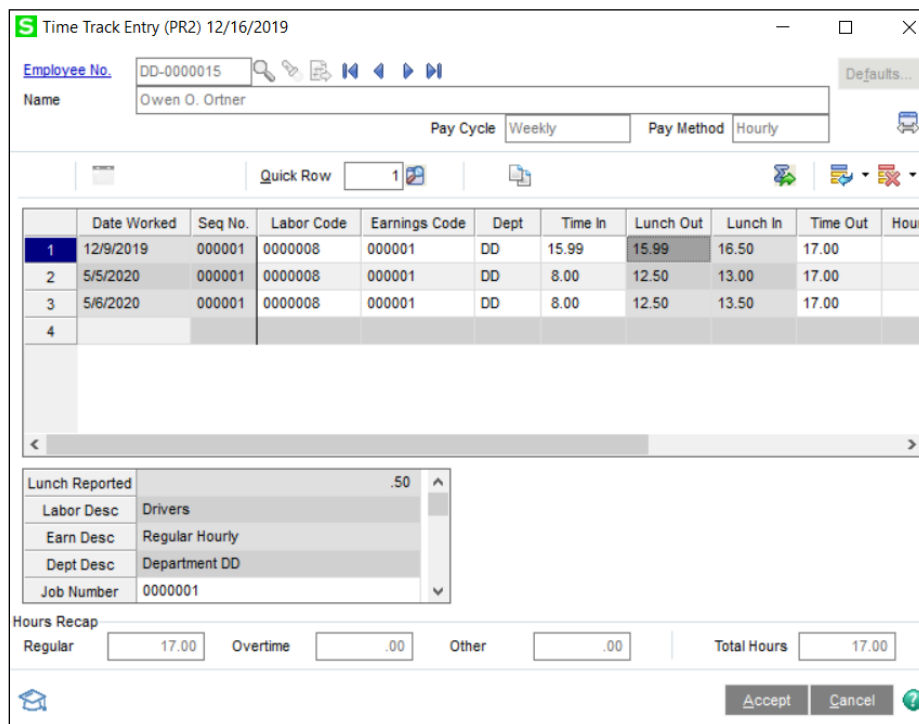 S Time Track Entry (PR2) 12/16/2019
Employee No. DD-0000015 Defaults...
Name Owen O. Ortner
Pay Cycle Weekly Pay Method Hourly
Quick Row 1
Date Worked Seq No. Labor Code Earnings Code Dept Time In Lunch Out Lunch In Time Out Hour
1 12/9/2019 000001 0000008 000001 DD 15.99 15.99 16.50 17.00
2 5/5/2020 000001 0000008 000001 DD 8.00 12.50 13.00 17.00
3 5/6/2020 000001 0000008 000001 DD 8.00 12.50 13.50 17.00
4
Lunch Reported .50
Labor Desc Drivers
Earn Desc Regular Hourly
Dept Desc Department DD
Job Number 0000001
Hours Recap
Regular 17.00 Overtime .00 Other .00 Total Hours 17.00
Accept Cancel ?